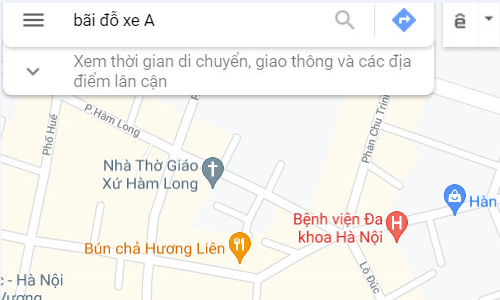 bãi đỗ xe A
ê
Xem thời gian di chuyển, giao thông và các địa
điểm lân cận
P. Hàm Long
Phố Huế
Phan Chu Trinh
Nhà Thờ Giáo
Xứ Hàm Long
Hàn
Bệnh viện Đa
khoa Hà Nội
H
Bún chả Hương Liên
Lò Đúc
c - Hà Nội
Vương